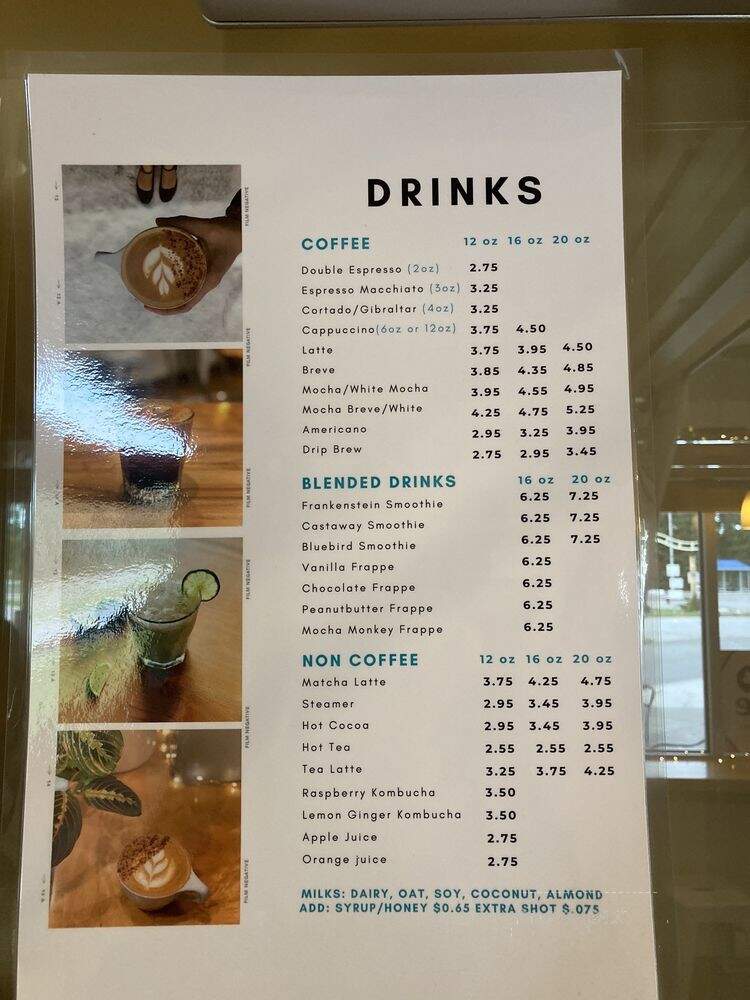 DRINKS
COFFEE 12 oz 16 oz 20 oz
Double Espresso (2oz) 2.75
Espresso Macchiato (3oz) 3.25
Cortado/Gibraltar (4oz) 3.25
Cappuccino(6oz or 12oz) 3.75 4.50
Latte 3.75 3.95 4.50
Breve 3.85 4.35 4.85
Mocha/White Mocha 3.95 4.55 4.95
Mocha Breve/White 4.25 4.75 5.25
Americano 2.95 3.25 3.95
Drip Brew 2.75 2.95 3.45
BLENDED DRINKS 16 oz 20 oz
Frankenstein Smoothie 6.25 7.25
Castaway Smoothie 6.25 7.25
Bluebird Smoothie 6.25 7.25
Vanilla Frappe 6.25
Chocolate Frappe 6.25
Peanutbutter Frappe 6.25
Mocha Monkey Frappe 6.25
NON COFFEE 12 oz 16 oz 20 oz
Matcha Latte 3.75 4.25 4.75
Steamer 2.95 3.45 3.95
Hot Cocoa 2.95 3.45 3.95
Hot Tea 2.55 2.55 2.55
Tea Latte 3.25 3.75 4.25
Raspberry Kombucha 3.50
Lemon Ginger Kombucha 3.50
Apple Juice 2.75
Orange juice 2.75
MILKS: DAIRY, OAT, SOY, COCONUT, ALMOND
ADD: SYRUP/HONEY $0.65 EXTRA SHOT $.075
FILM NEGATIVE
FILM NEGATIVE
FILM NEGATIVE
FILM NEGATIVE
FILM NEGATIVE
FILM NEGATIVE